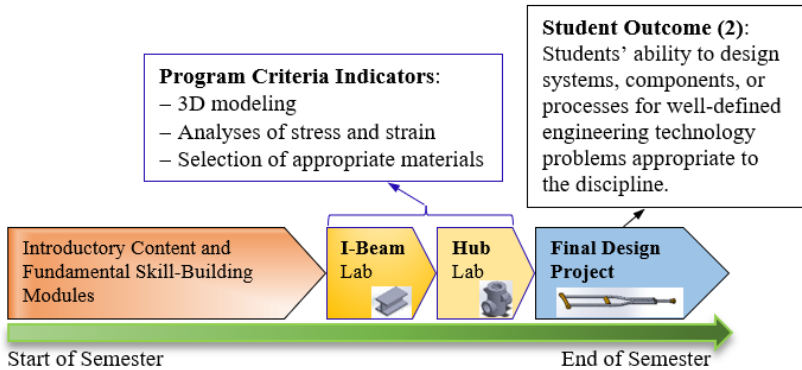 Program Criteria Indicators:
– 3D modeling
– Analyses of stress and strain
– Selection of appropriate materials
Student Outcome (2):
Students’ ability to design
systems, components, or
processes for well-defined
engineering technology
problems appropriate to
the discipline.
Introductory Content and
Fundamental Skill-Building
Modules
I-Beam
Lab
Hub
Lab
Final Design
Project
Start of Semester
End of Semester